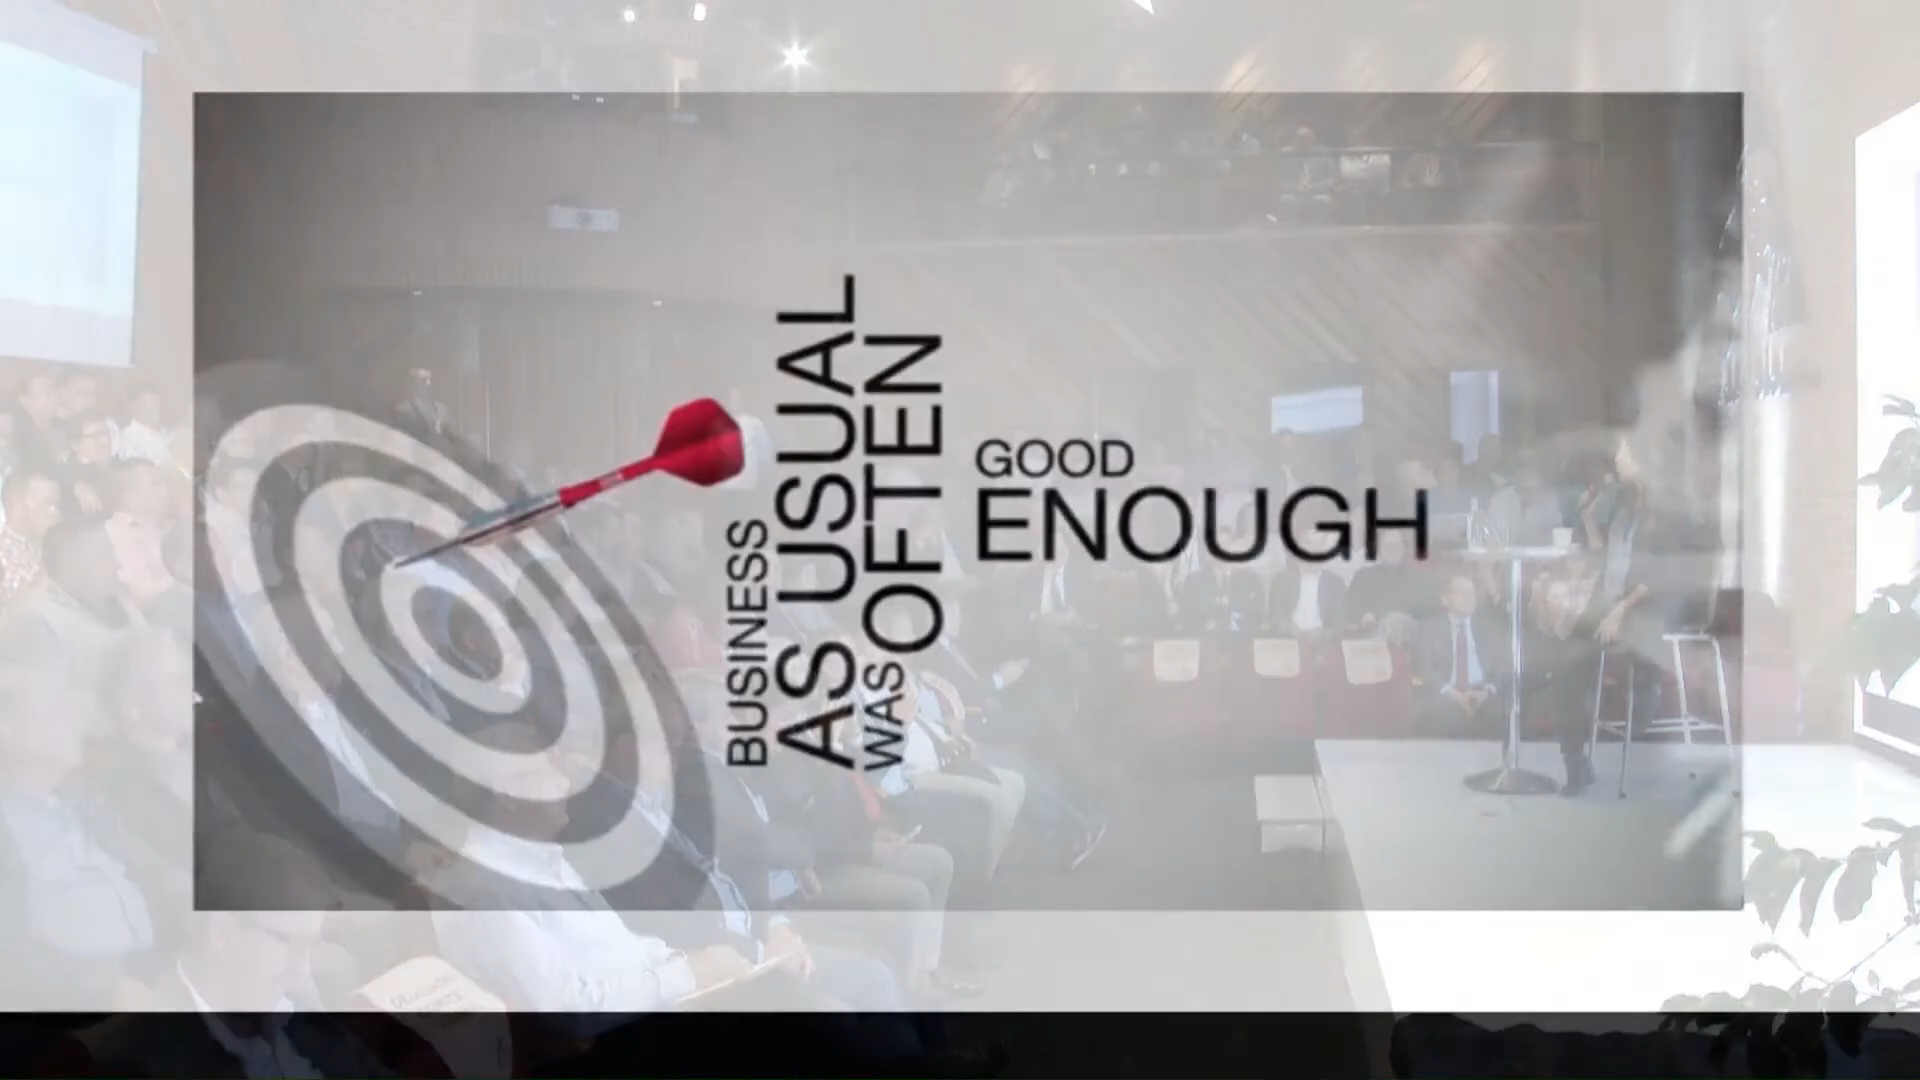 BUSINESS
AS USUAL
WAS OFTEN
GOOD
ENOUGH